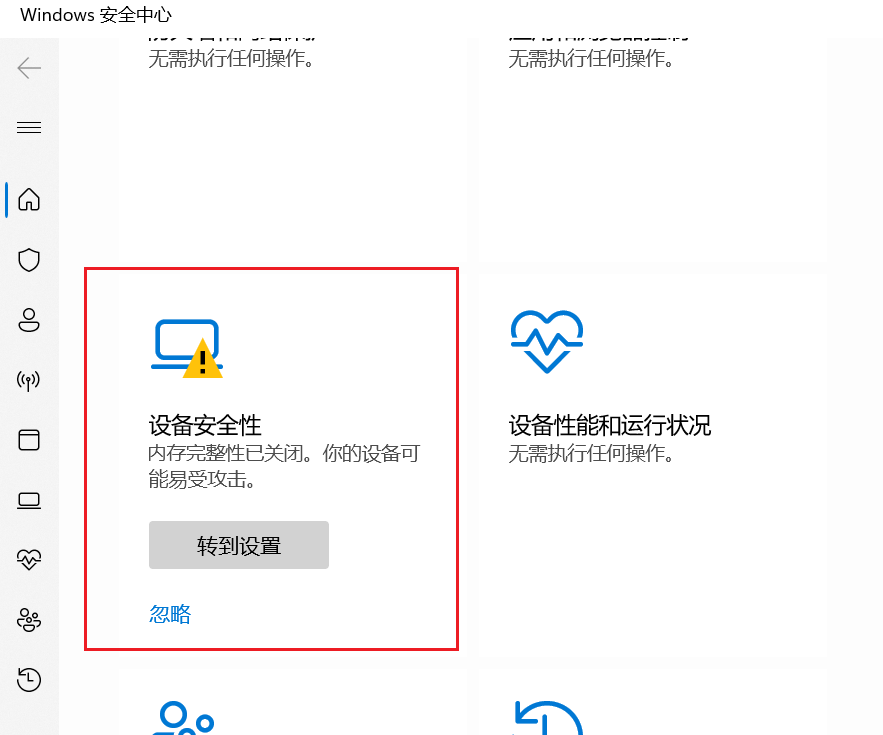 Windows 安全中心
无需执行任何操作。
无需执行任何操作。
设备安全性
内存完整性已关闭。你的设备可
能易受攻击。
转到设置
忽略
设备性能和运行状况
无需执行任何操作。